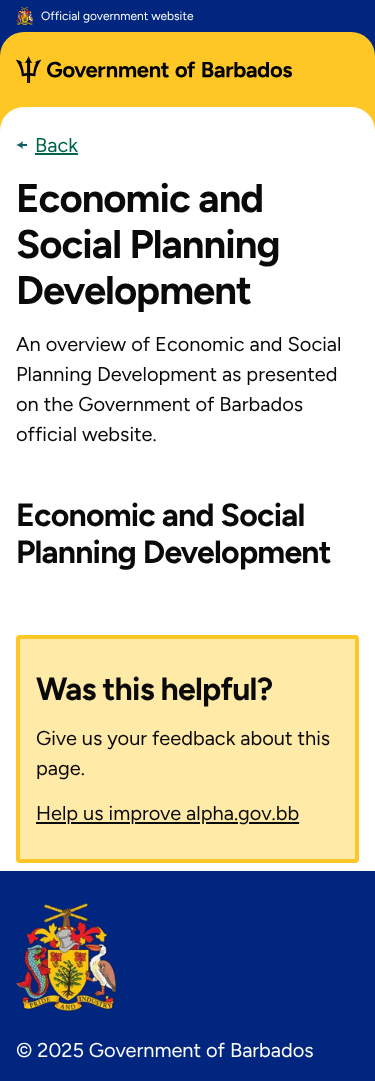 Official government website
Government of Barbados
Back
Economic and
Social Planning
Development
An overview of Economic and Social
Planning Development as presented
on the Government of Barbados
official website.
Economic and Social
Planning Development
Was this helpful?
Give us your feedback about this
page.
Help us improve alpha.gov.bb
PRIDE AND INDUSTRY
© 2025 Government of Barbados